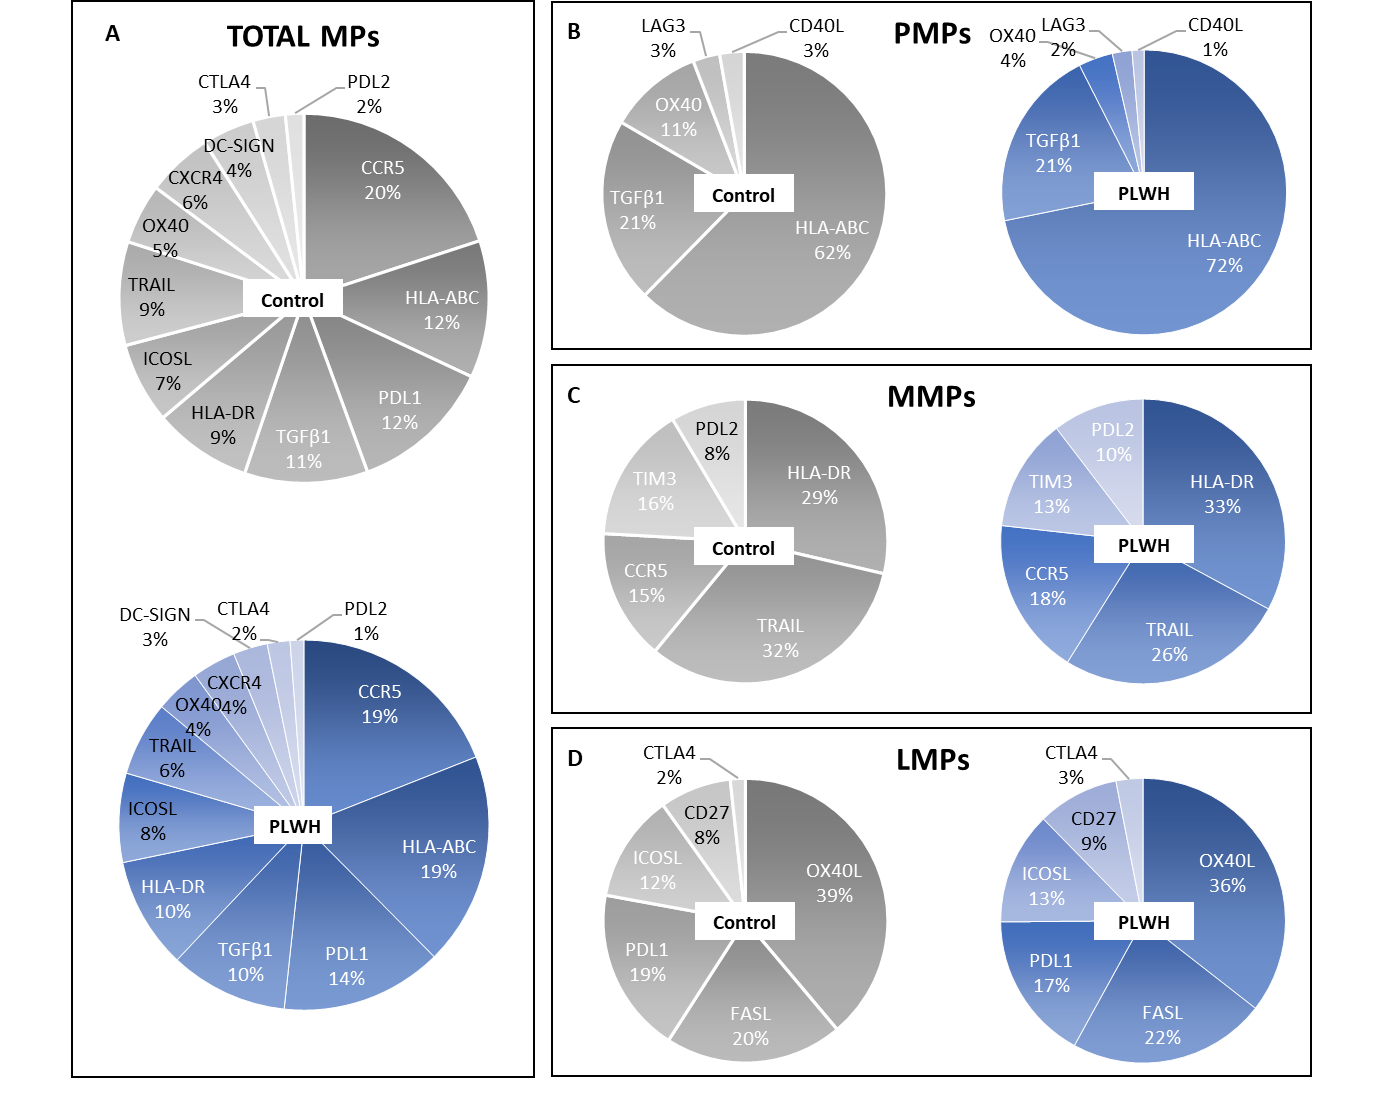 A
TOTAL MPs
CTLA4
3%
PDL2
2%
DC-SIGN
4%
CCR5
20%
CXCR4
6%
OX40
5%
TRAIL
9%
Control
HLA-ABC
12%
ICOSL
7%
HLA-DR
9%
TGFβ1
11%
PDL1
12%
DC-SIGN
3%
CTLA4
2%
PDL2
1%
CXCR4
4%
CCR5
19%
OX40
4%
TRAIL
6%
ICOSL
8%
PLWH
HLA-ABC
19%
HLA-DR
10%
TGFβ1
10%
PDL1
14%
B
PMPs
LAG3
3%
CD40L
3%
OX40
11%
TGFβ1
21%
Control
HLA-ABC
62%
OX40
4%
LAG3
2%
CD40L
1%
TGFβ1
21%
PLWH
HLA-ABC
72%
C
MMPs
PDL2
8%
HLA-DR
29%
TIM3
16%
Control
CCR5
15%
TRAIL
32%
PDL2
10%
HLA-DR
33%
TIM3
13%
PLWH
CCR5
18%
TRAIL
26%
D
LMPs
CTLA4
2%
CD27
8%
OX40L
39%
ICOSL
12%
Control
PDL1
19%
FASL
20%
CTLA4
3%
CD27
9%
OX40L
36%
ICOSL
13%
PLWH
PDL1
17%
FASL
22%